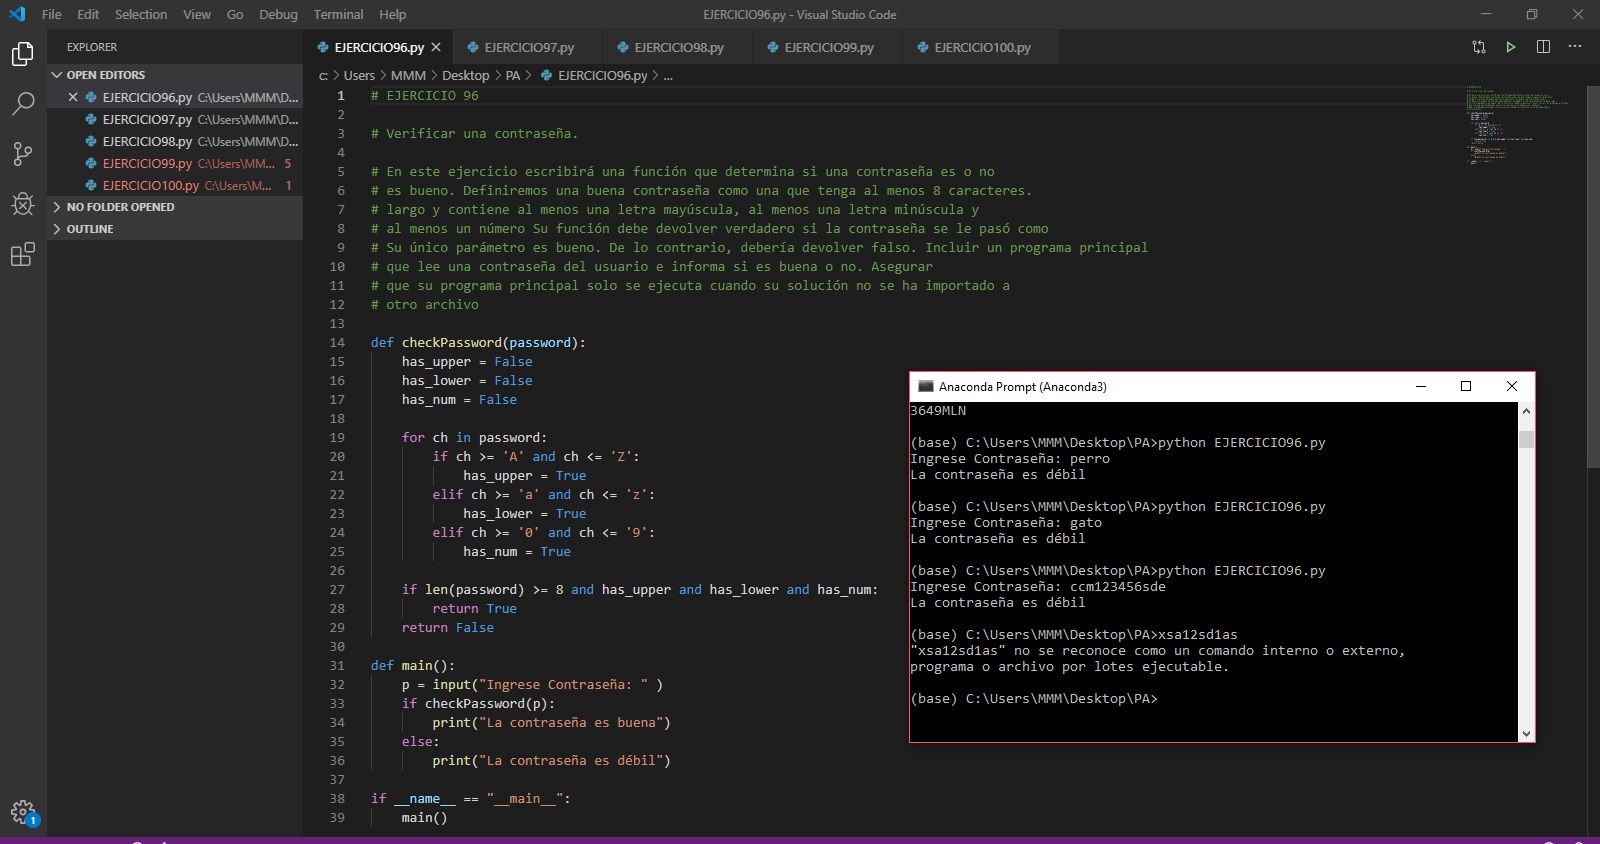 File Edit Selection View Go Debug Terminal Help
EJERCICIO96.py - Visual Studio Code
EXPLORER
OPEN EDITORS
EJERCICIO96.py C:\Users\MMM\D...
EJERCICIO97.py C:\Users\MMM\D...
EJERCICIO98.py C:\Users\MMM\D...
EJERCICIO99.py C:\Users\MM... 5
EJERCICIO100.py C:\Users\M... 1
NO FOLDER OPENED
OUTLINE
1
EJERCICIO96.py EJERCICIO97.py EJERCICIO98.py EJERCICIO99.py EJERCICIO100.py
C: > Users > MMM > Desktop > PA > EJERCICIO96.py > ...
1 # EJERCICIO 96
2
3 # Verificar una contraseña.
4
5 # En este ejercicio escribirá una función que determina si una contraseña es o no
6 # es bueno. Definiremos una buena contraseña como una que tenga al menos 8 caracteres.
7 # largo y contiene al menos una letra mayúscula, al menos una letra minúscula y
8 # al menos un número Su función debe devolver verdadero si la contraseña se le pasó como
9 # Su único parámetro es bueno. De lo contrario, debería devolver falso. Incluir un programa principal
10 # que lee una contraseña del usuario e informa si es buena o no. Asegurar
11 # que su programa principal solo se ejecuta cuando su solución no se ha importado a
12 # otro archivo
13
14 def checkPassword(password):
15 has_upper = False
16 has_lower = False
17 has_num = False
18
19 for ch in password:
20 if ch >= 'A' and ch <= 'Z':
21 has_upper = True
22 elif ch >= 'a' and ch <= 'z':
23 has_lower = True
24 elif ch >= '0' and ch <= '9':
25 has_num = True
26
27 if len(password) >= 8 and has_upper and has_lower and has_num:
28 return True
29 return False
30
31 def main():
32 p = input("Ingrese Contraseña: " )
33 if checkPassword(p):
34 print("La contraseña es buena")
35 else:
36 print("La contraseña es débil")
37
38 if __name__ == "__main__":
39 main()
Anaconda Prompt (Anaconda3)
3649MLN
(base) C:\Users\MMM\Desktop\PA>python EJERCICIO96.py
Ingrese Contraseña: perro
La contraseña es débil
(base) C:\Users\MMM\Desktop\PA>python EJERCICIO96.py
Ingrese Contraseña: gato
La contraseña es débil
(base) C:\Users\MMM\Desktop\PA>python EJERCICIO96.py
Ingrese Contraseña: ccm123456sde
La contraseña es débil
(base) C:\Users\MMM\Desktop\PA>xsa12sd1as
"xsa12sd1as" no se reconoce como un comando interno o externo,
programa o archivo por lotes ejecutable.
(base) C:\Users\MMM\Desktop\PA>